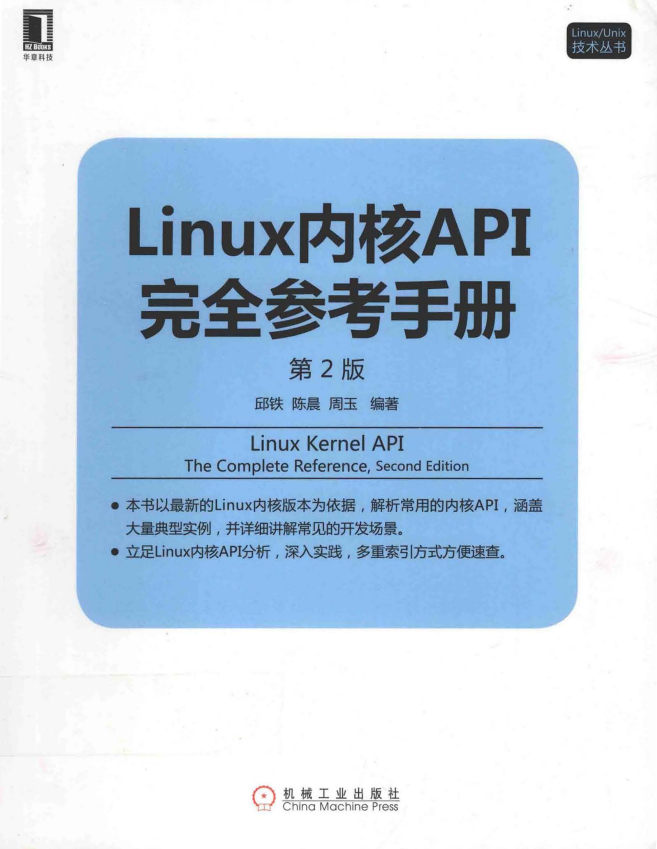 HZ BOOKS
华章科技
Linux/Unix
技术丛书
Linux内核API
完全参考手册
第2版
邱铁 陈晨 周玉 编著
Linux Kernel API
The Complete Reference, Second Edition
● 本书以最新的Linux内核版本为依据，解析常用的内核API，涵盖
大量典型实例，并详细讲解常见的开发场景。
● 立足Linux内核API分析，深入实践，多重索引方式方便速查。
机械工业出版社
China Machine Press